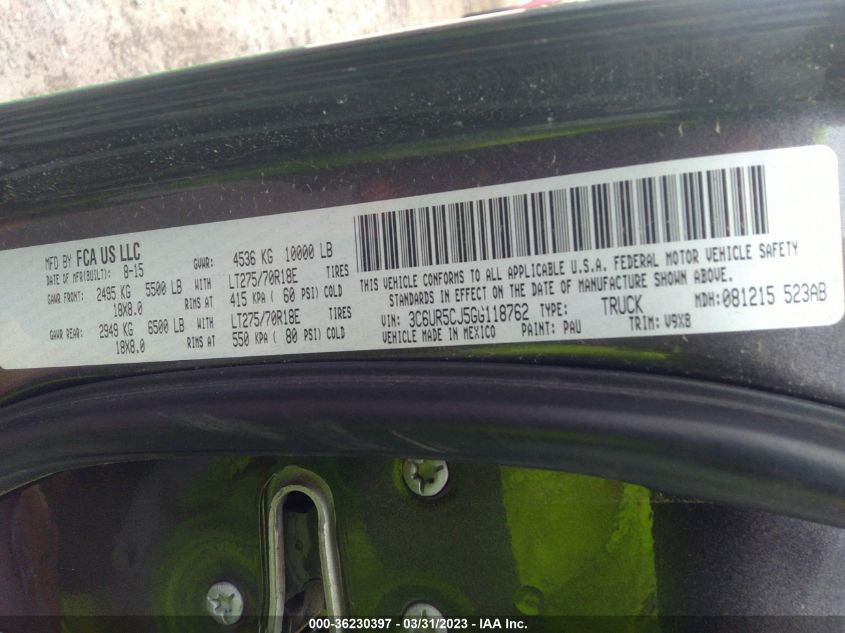 MFD BY FCA US LLC
DATE OF MFR(BUILT): 8-15 GVWR: 4536 KG 10000 LB
GAWR FRONT: 2495 KG 5500 LB WITH LT275/70R18E TIRES
18X8.0 RIMS AT 415 KPA ( 60 PSI) COLD
GAWR REAR: 2949 KG 6500 LB WITH LT275/70R18E TIRES
18X8.0 RIMS AT 550 KPA ( 80 PSI) COLD
THIS VEHICLE CONFORMS TO ALL APPLICABLE U.S.A. FEDERAL MOTOR VEHICLE SAFETY
STANDARDS IN EFFECT ON THE DATE OF MANUFACTURE SHOWN ABOVE.
VIN: 3C6UR5CJ5GG118762 TYPE: TRUCK MDH: 081215 523AB
VEHICLE MADE IN MEXICO PAINT: PAU TRIM: V9X8
000-36230397 - 03/31/2023 - IAA Inc.